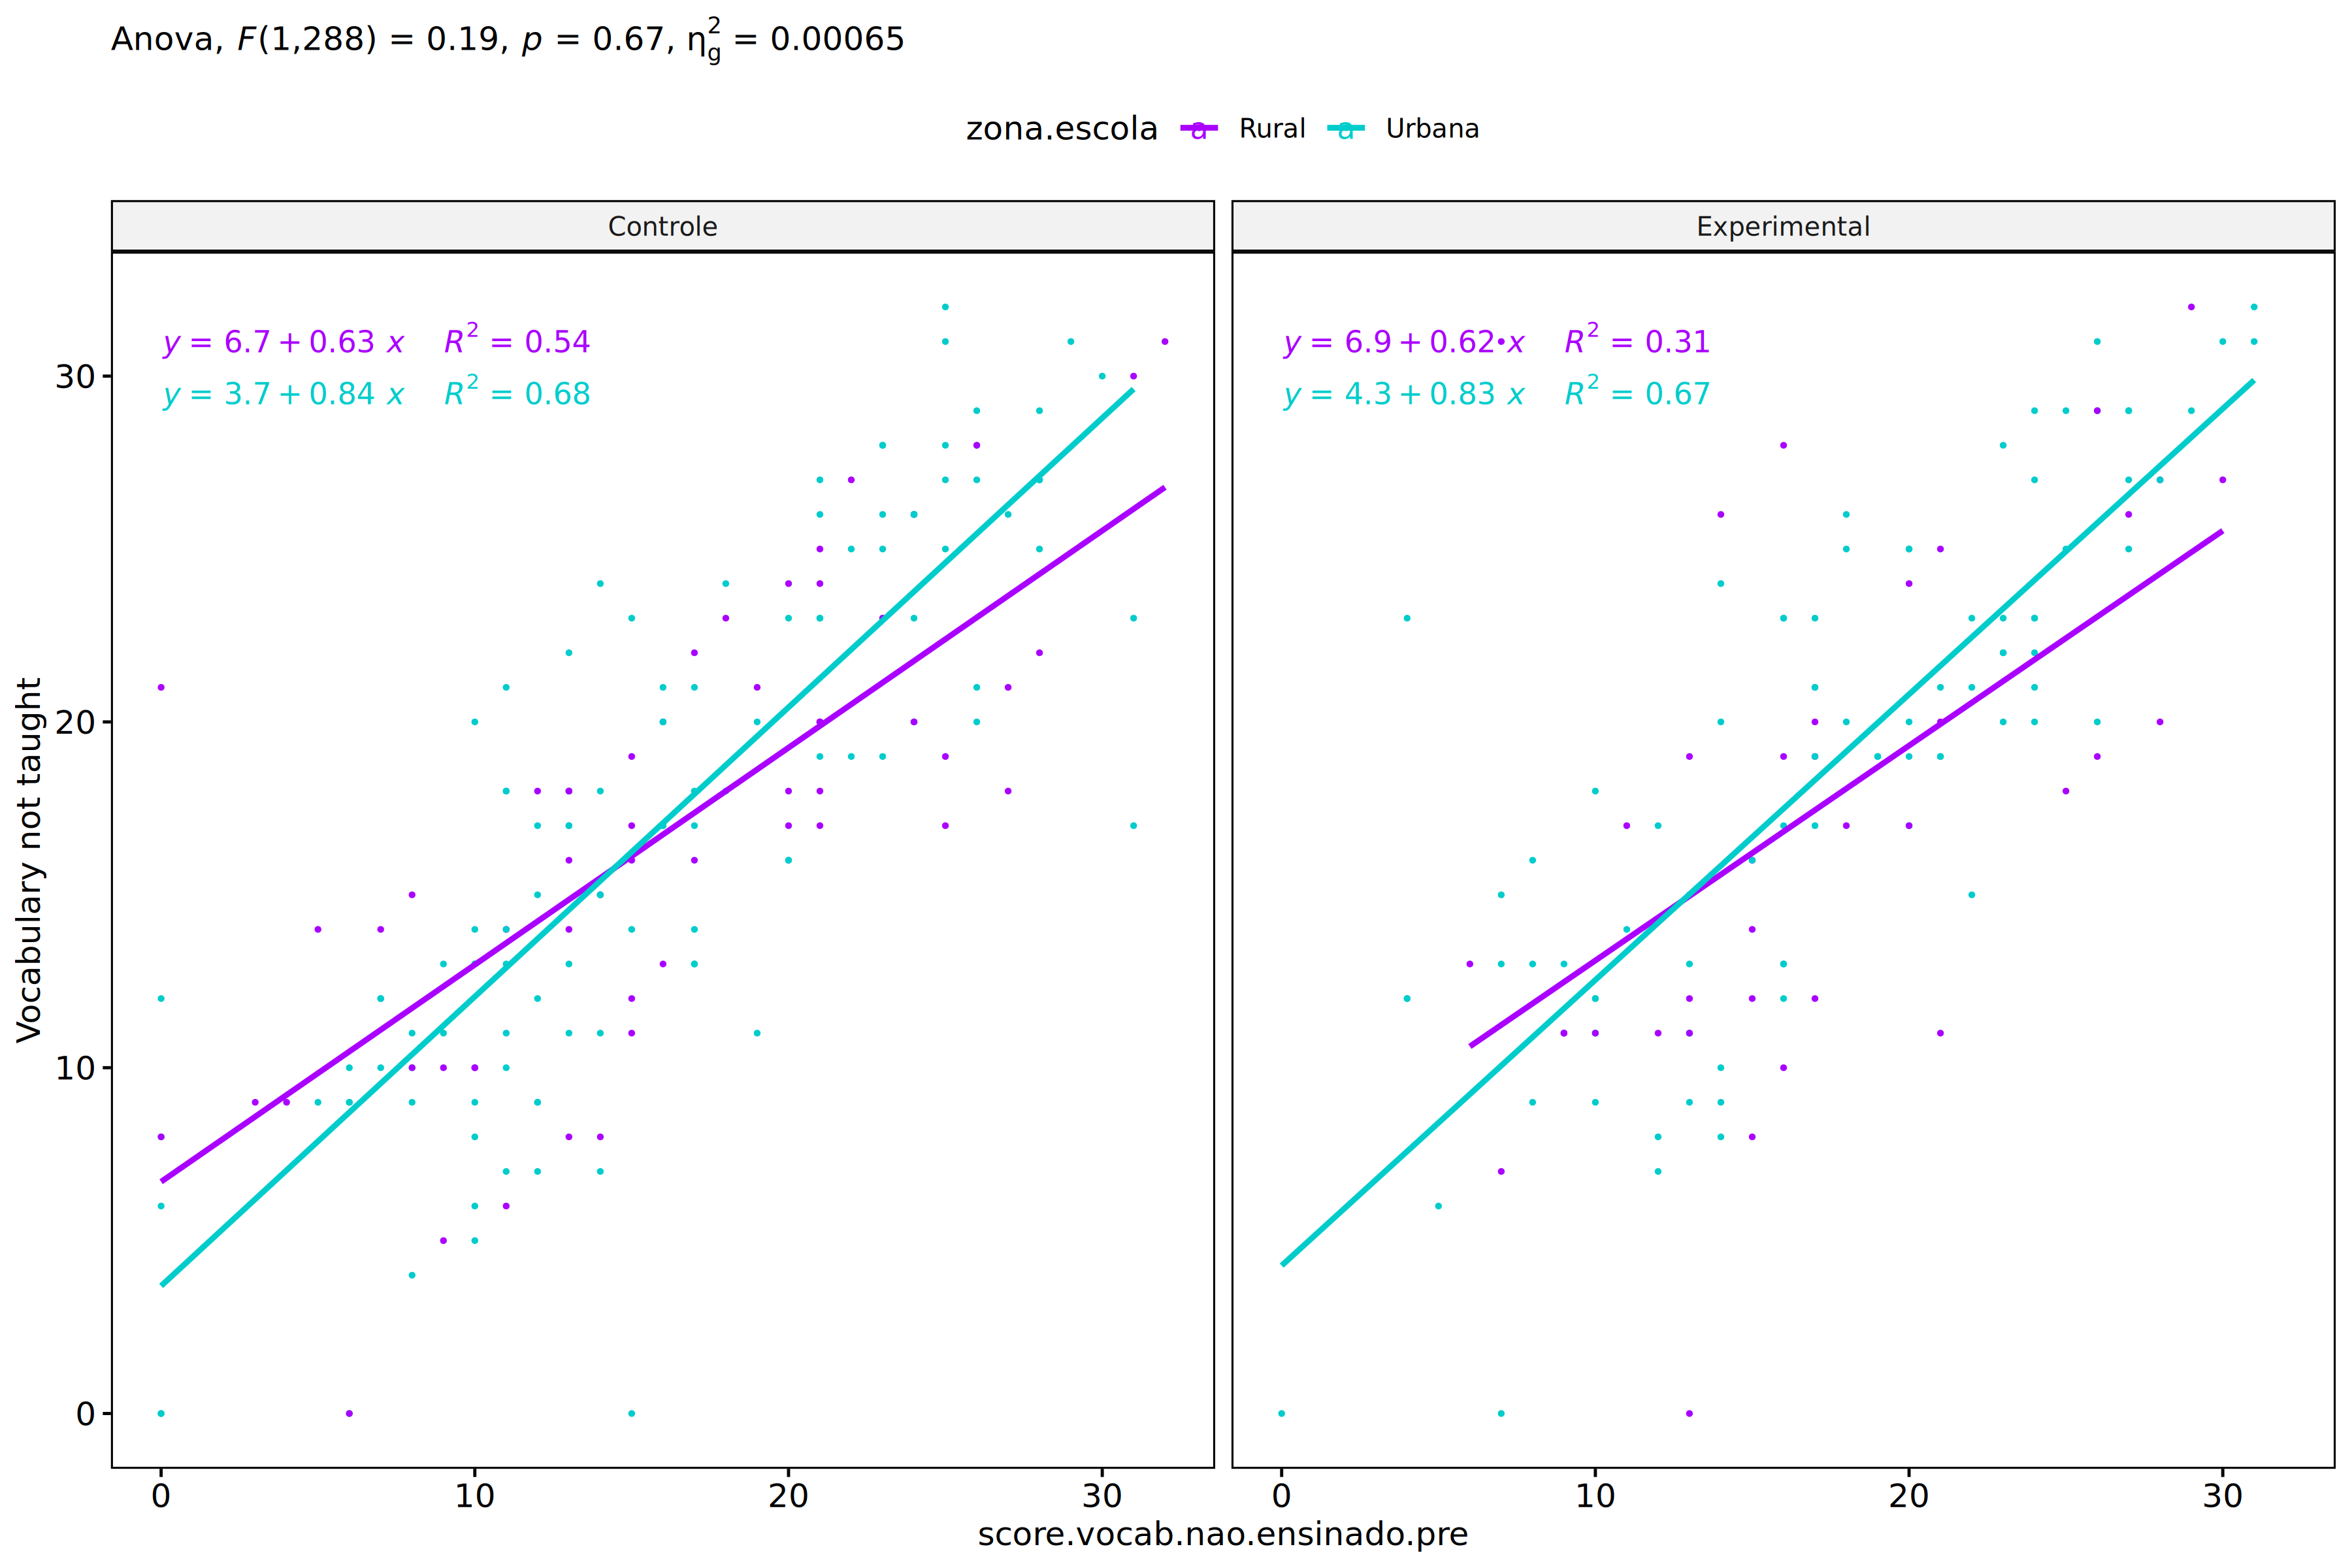 Anova, F(1,288) = 0.19, p = 0.67, η²g = 0.00065
zona.escola a Rural a Urbana
Controle
Experimental
y = 6.7 + 0.63 x R² = 0.54
y = 3.7 + 0.84 x R² = 0.68
y = 6.9 + 0.62 x R² = 0.31
y = 4.3 + 0.83 x R² = 0.67
Vocabulary not taught
30
20
10
0
0 10 20 30
0 10 20 30
score.vocab.nao.ensinado.pre